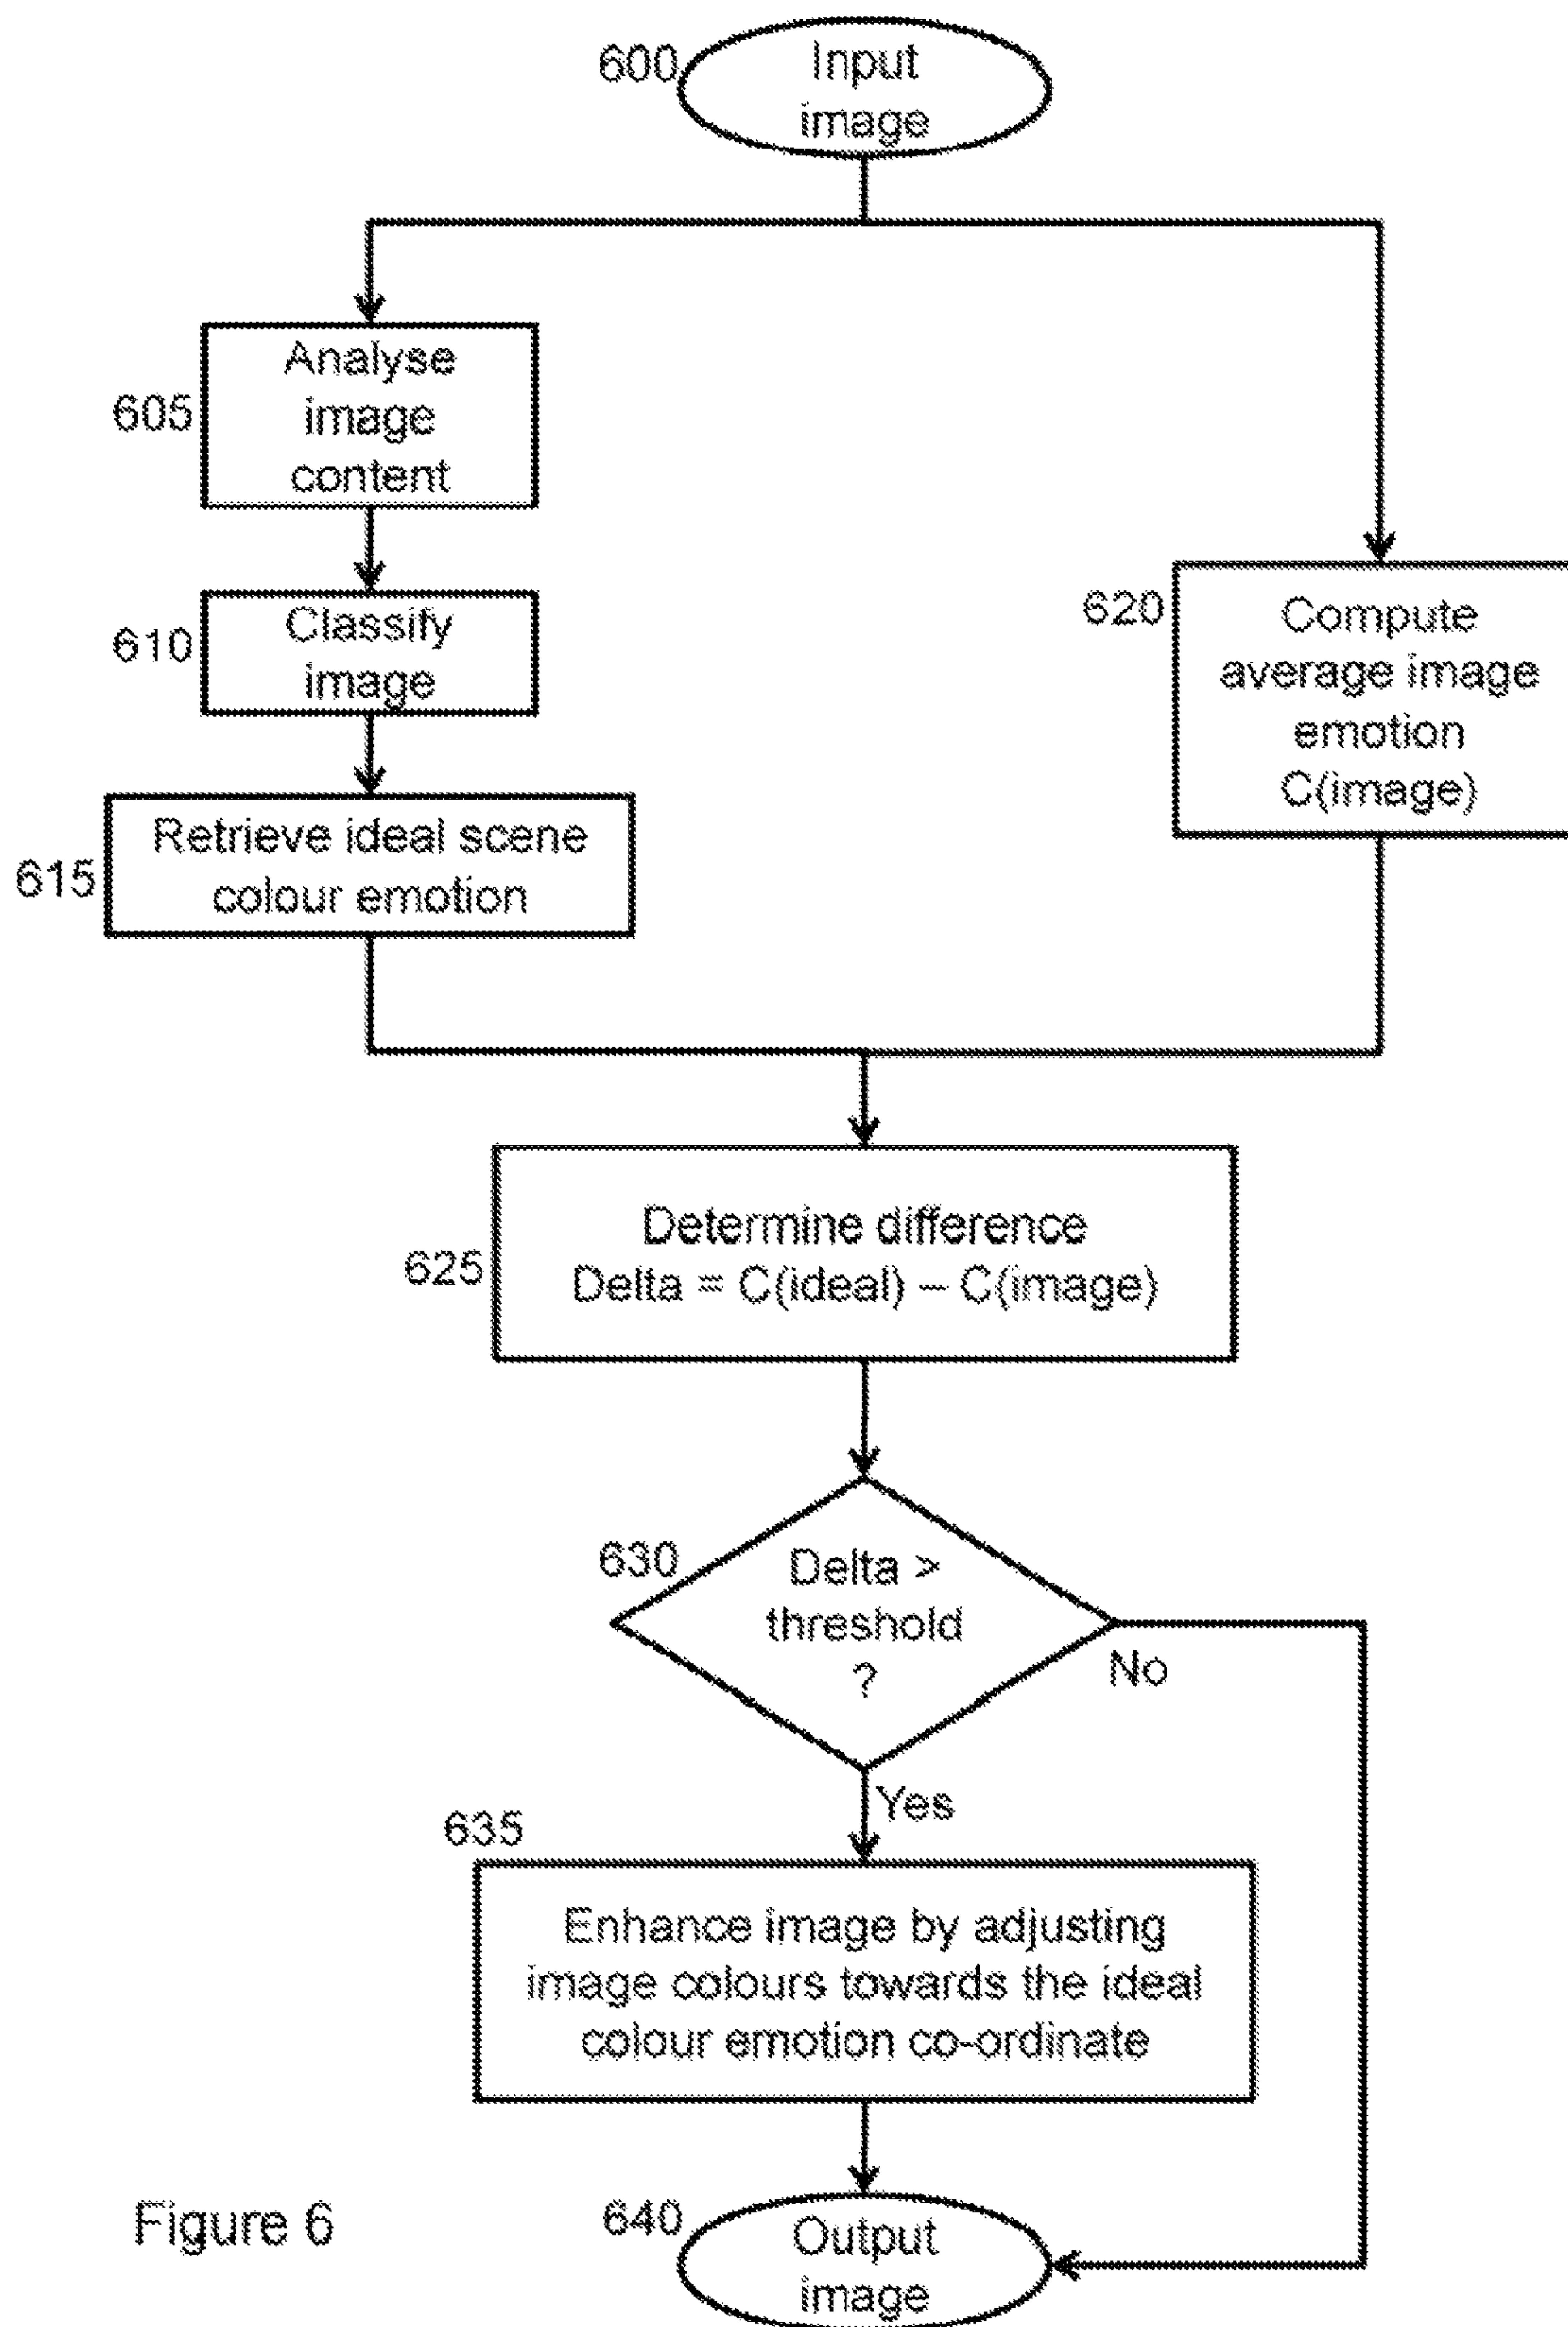 600
Input
image
605
Analyse
image
content
610
Classify
image
615
Retrieve ideal scene
colour emotion
620
Compute
average image
emotion
C(image)
625
Determine difference
Delta = C(ideal) – C(image)
630
Delta >
threshold
?
No
Yes
635
Enhance image by adjusting
image colours towards the ideal
colour emotion co-ordinate
640
Output
image
Figure 6